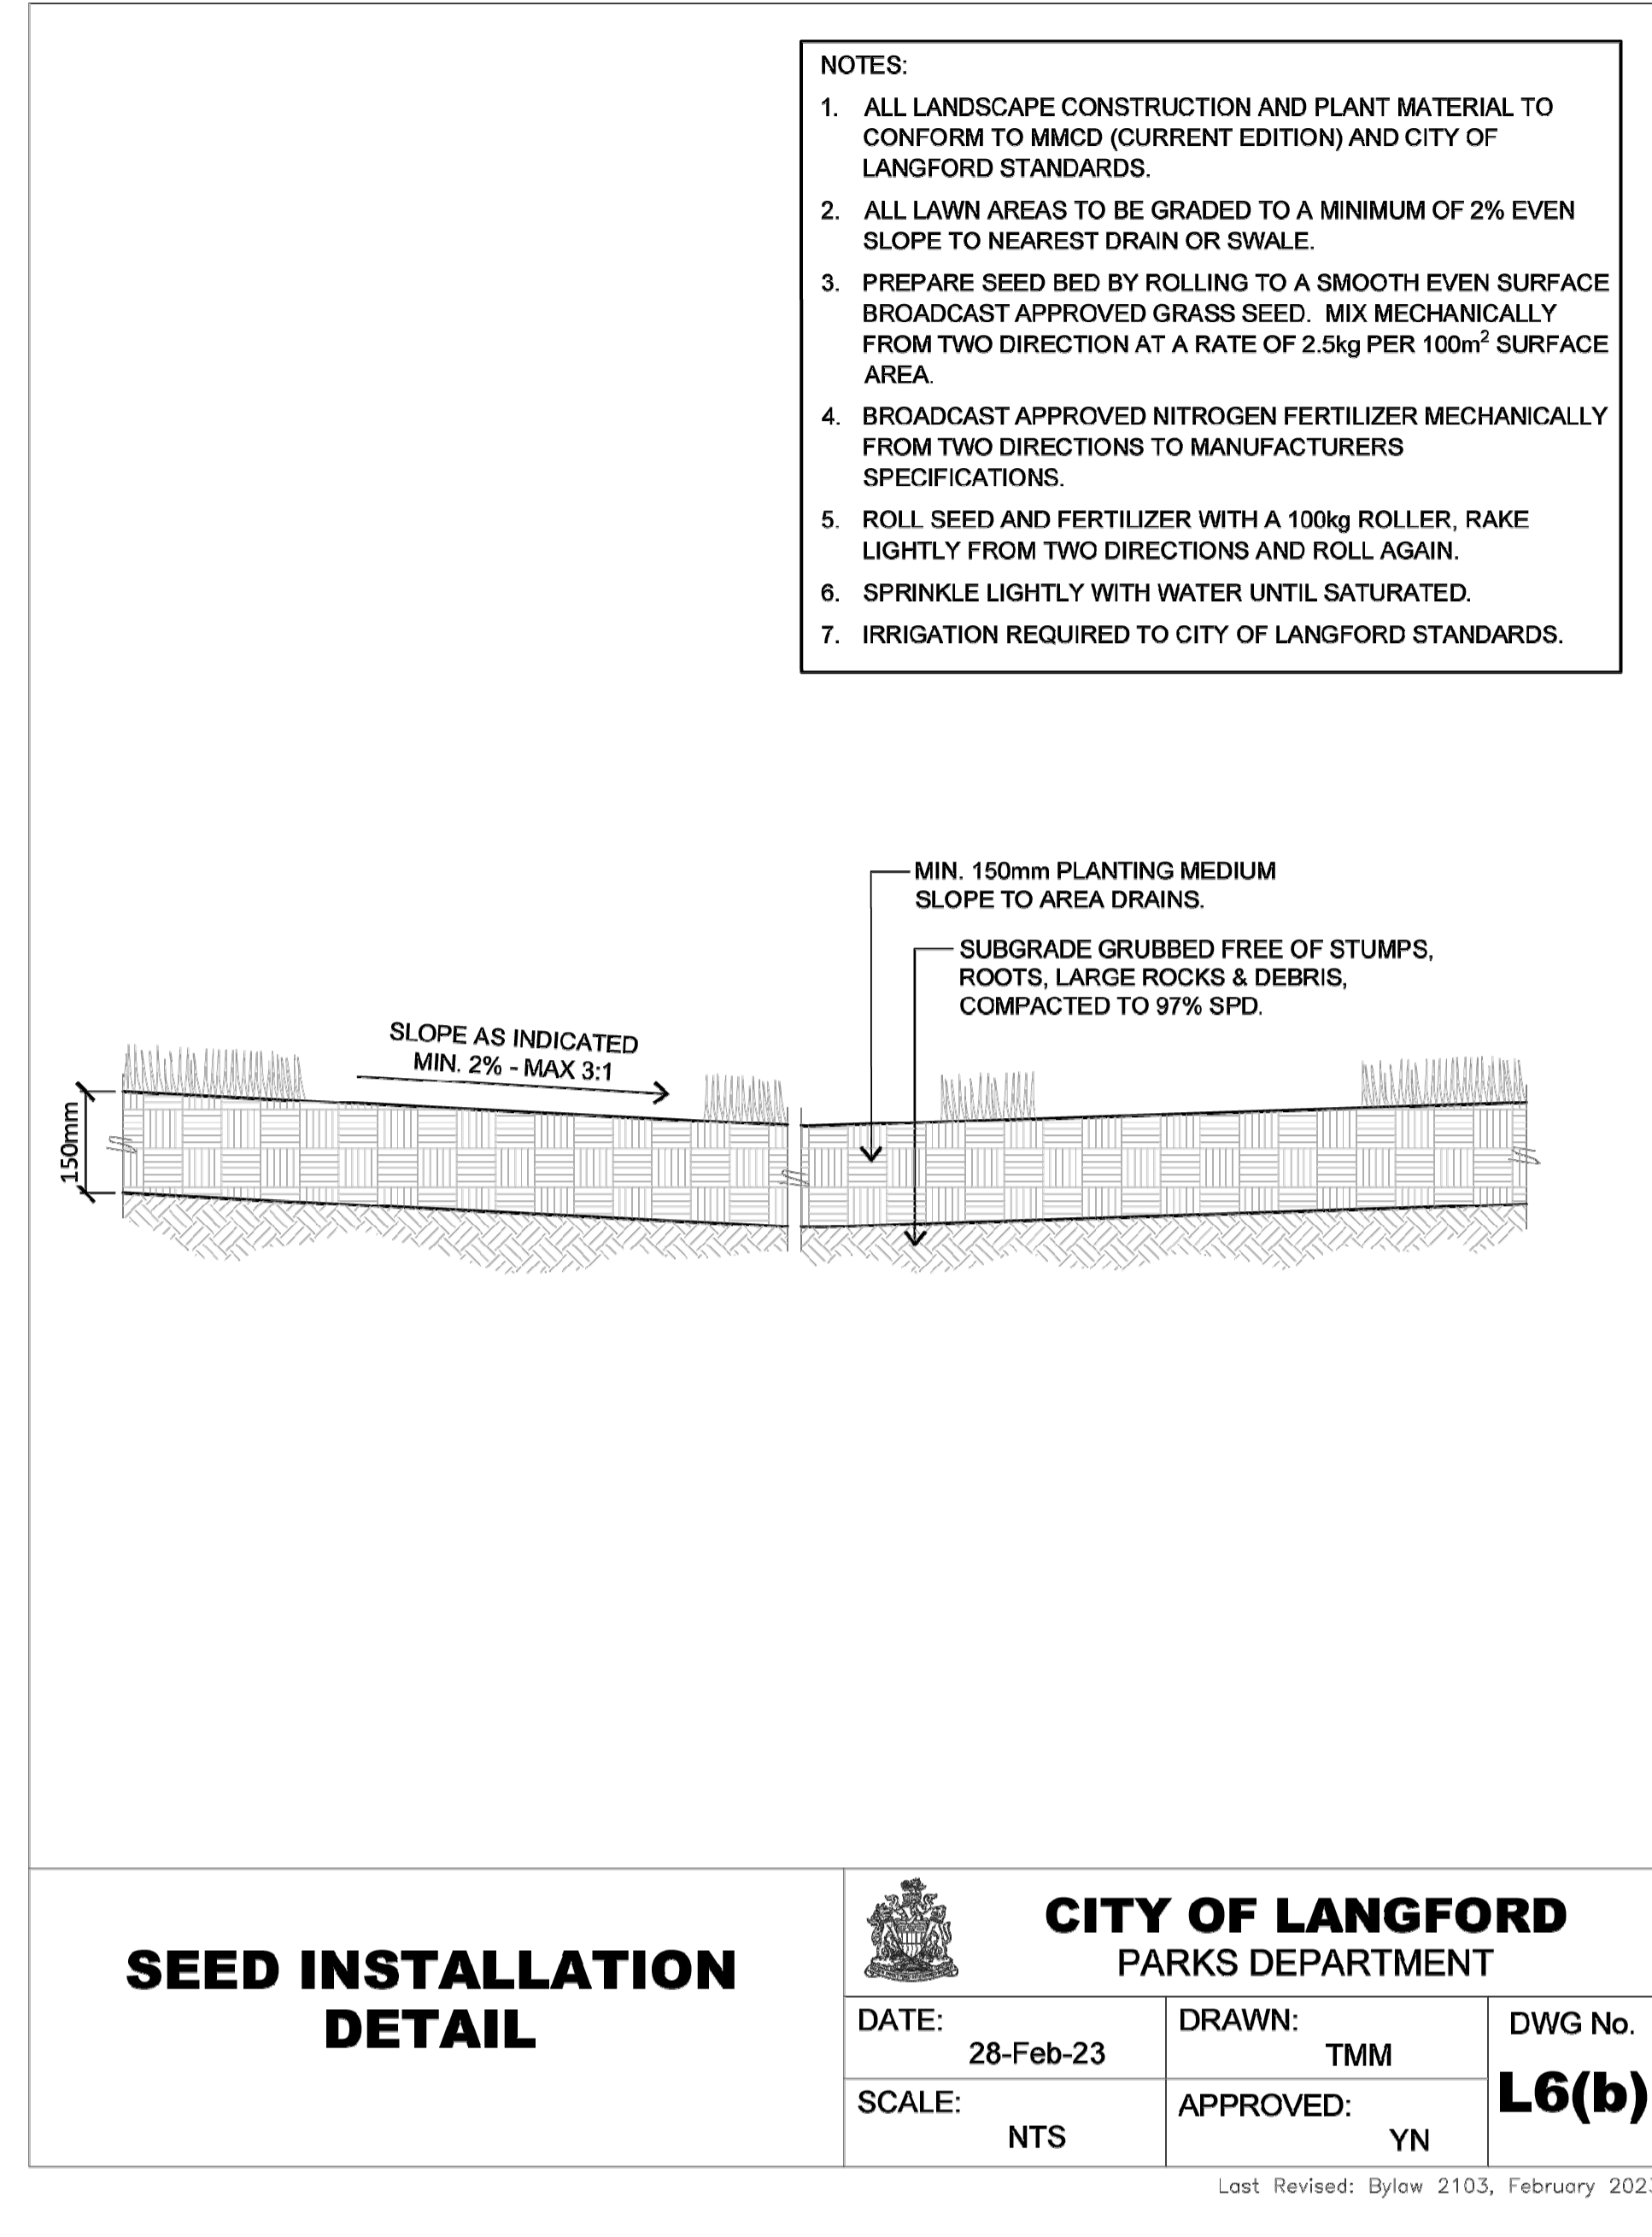 NOTES:
1. ALL LANDSCAPE CONSTRUCTION AND PLANT MATERIAL TO
CONFORM TO MMCD (CURRENT EDITION) AND CITY OF
LANGFORD STANDARDS.
2. ALL LAWN AREAS TO BE GRADED TO A MINIMUM OF 2% EVEN
SLOPE TO NEAREST DRAIN OR SWALE.
3. PREPARE SEED BED BY ROLLING TO A SMOOTH EVEN SURFACE
BROADCAST APPROVED GRASS SEED. MIX MECHANICALLY
FROM TWO DIRECTION AT A RATE OF 2.5kg PER 100m² SURFACE
AREA.
4. BROADCAST APPROVED NITROGEN FERTILIZER MECHANICALLY
FROM TWO DIRECTIONS TO MANUFACTURERS
SPECIFICATIONS.
5. ROLL SEED AND FERTILIZER WITH A 100kg ROLLER, RAKE
LIGHTLY FROM TWO DIRECTIONS AND ROLL AGAIN.
6. SPRINKLE LIGHTLY WITH WATER UNTIL SATURATED.
7. IRRIGATION REQUIRED TO CITY OF LANGFORD STANDARDS.
MIN. 150mm PLANTING MEDIUM
SLOPE TO AREA DRAINS.
SUBGRADE GRUBBED FREE OF STUMPS,
ROOTS, LARGE ROCKS & DEBRIS,
COMPACTED TO 97% SPD.
SLOPE AS INDICATED
MIN. 2% - MAX 3:1
150mm
SEED INSTALLATION
DETAIL
CITY OF LANGFORD
PARKS DEPARTMENT
DATE:
28-Feb-23
DRAWN:
TMM
DWG No.
L6(b)
SCALE:
NTS
APPROVED:
YN
Last Revised: Bylaw 2103, February 2023